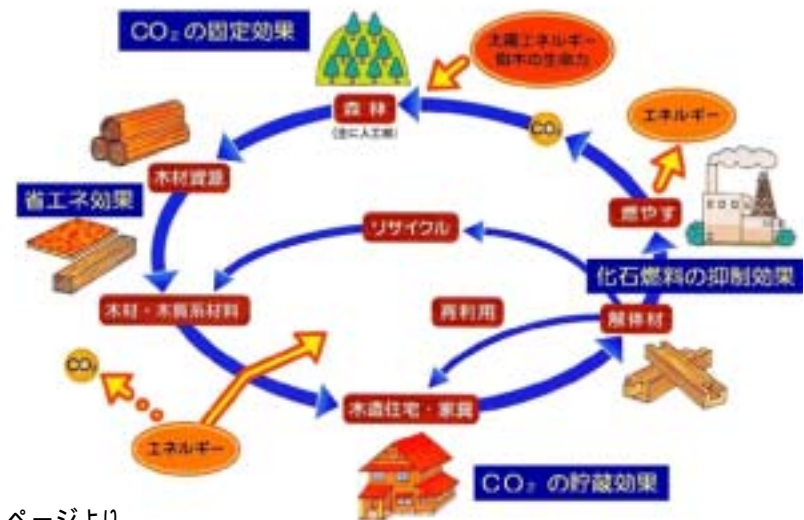 CO₂の固定効果
太陽エネルギー
樹木の生命力
森林
(主に人工林)
CO₂
エネルギー
木材資源
燃やす
省エネ効果
リサイクル
化石燃料の抑制効果
木材・木質系材料
再利用
解体材
CO₂
木造住宅・家具
エネルギー
CO₂の貯蔵効果
ページより